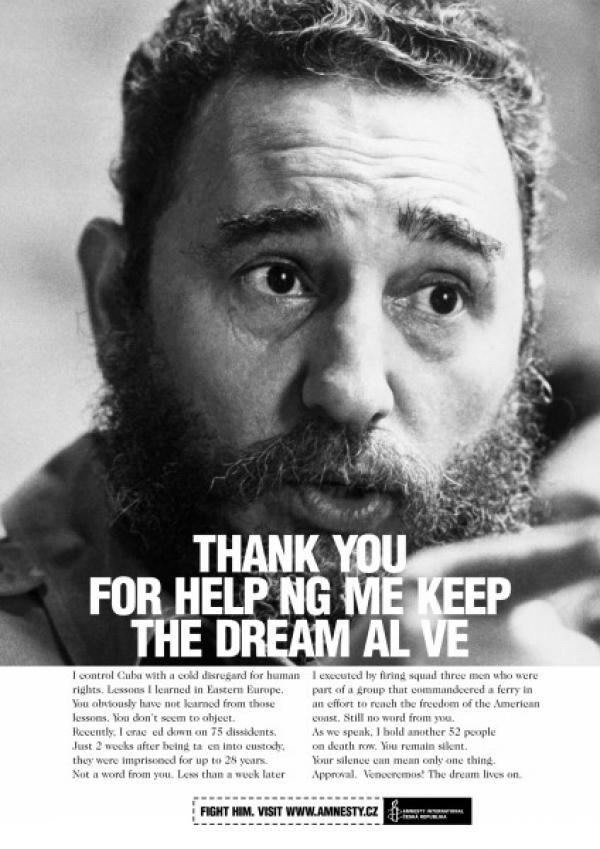 THANK YOU
FOR HELP NG ME KEEP
THE DREAM AL VE
I control Cuba with a cold disregard for human
rights. Lessons I learned in Eastern Europe.
You obviously have not learned from those
lessons. You don't seem to object.
Recently, I crac ed down on 75 dissidents.
Just 2 weeks after being ta en into custody,
they were imprisoned for up to 28 years.
Not a word from you. Less than a week later
I executed by firing squad three men who were
part of a group that commandeered a ferry in
an effort to reach the freedom of the American
coast. Still no word from you.
As we speak, I hold another 52 people
on death row. You remain silent.
Your silence can mean only one thing.
Approval. Venceremos! The dream lives on.
FIGHT HIM. VISIT WWW.AMNESTY.CZ
AMNESTY INTERNATIONAL
ČESKÁ REPUBLIKA